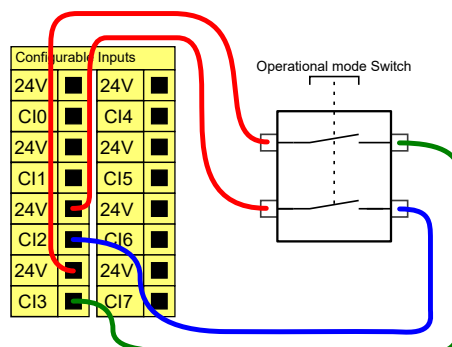 Configurable Inputs
Operational mode Switch
24V 24V
CI0 CI4
24V 24V
CI1 CI5
24V 24V
CI2 CI6
24V 24V
CI3 CI7